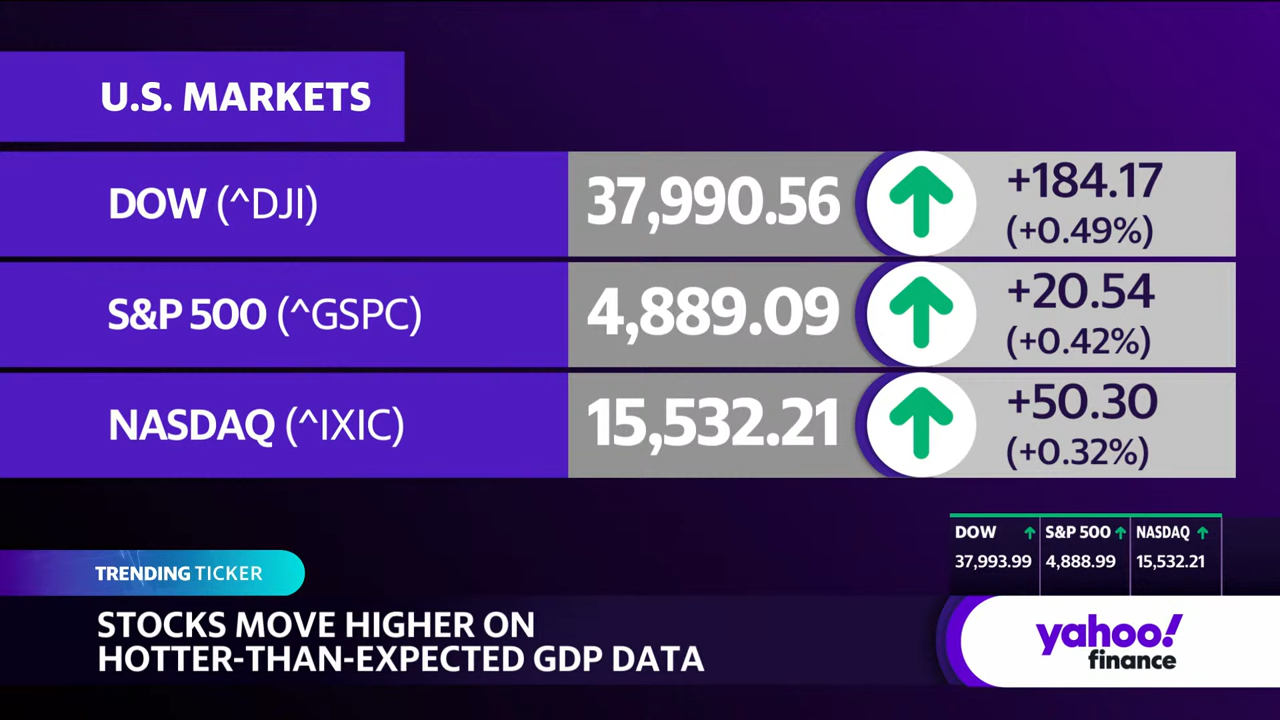 U.S. MARKETS
DOW (^DJI) 37,990.56 +184.17
(+0.49%)
S&P 500 (^GSPC) 4,889.09 +20.54
(+0.42%)
NASDAQ (^IXIC) 15,532.21 +50.30
(+0.32%)
DOW S&P 500 NASDAQ
37,993.99 4,888.99 15,532.21
TRENDING TICKER
STOCKS MOVE HIGHER ON
HOTTER-THAN-EXPECTED GDP DATA
yahoo!
finance